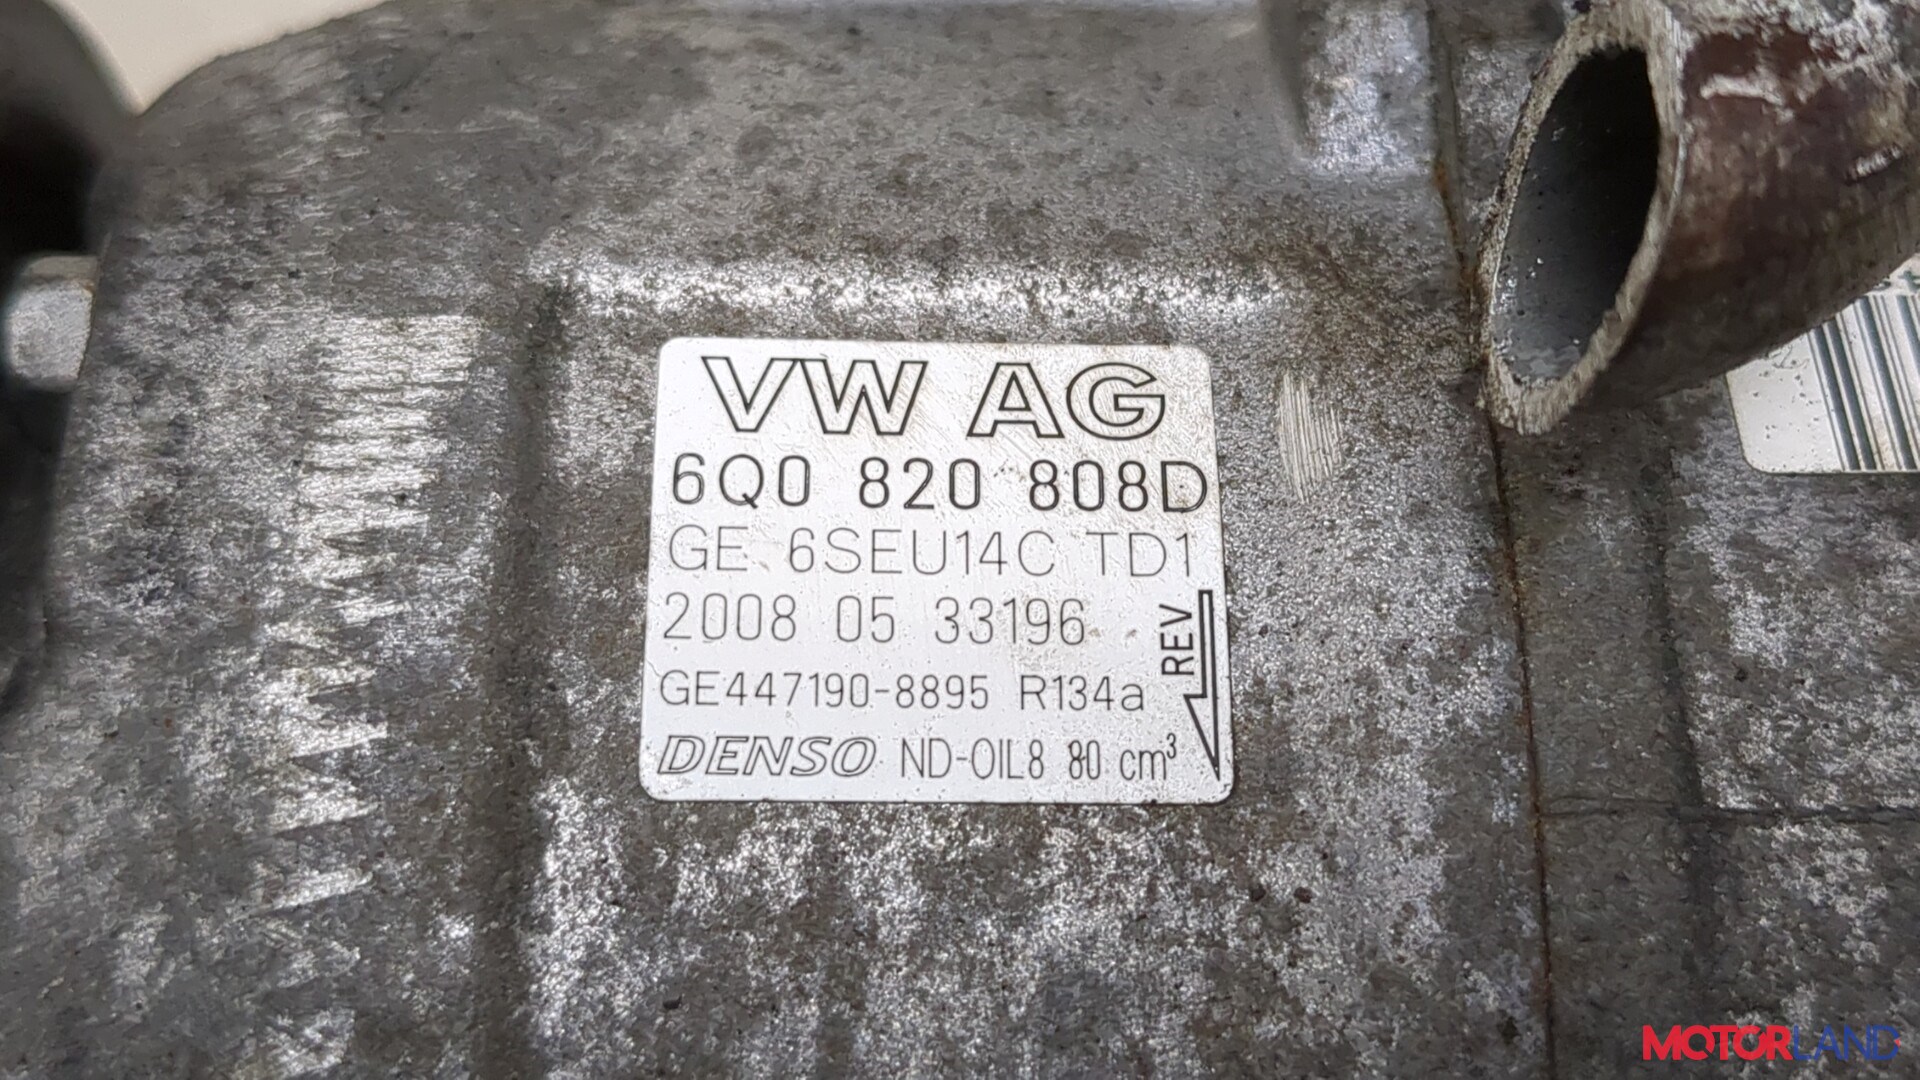 VW AG
6Q0 820 808D
GE 6SEU14C TD1
2008 05 33196
REV
GE447190-8895 R134a
DENSO ND-OIL8 80 cm³
MOTORLAND